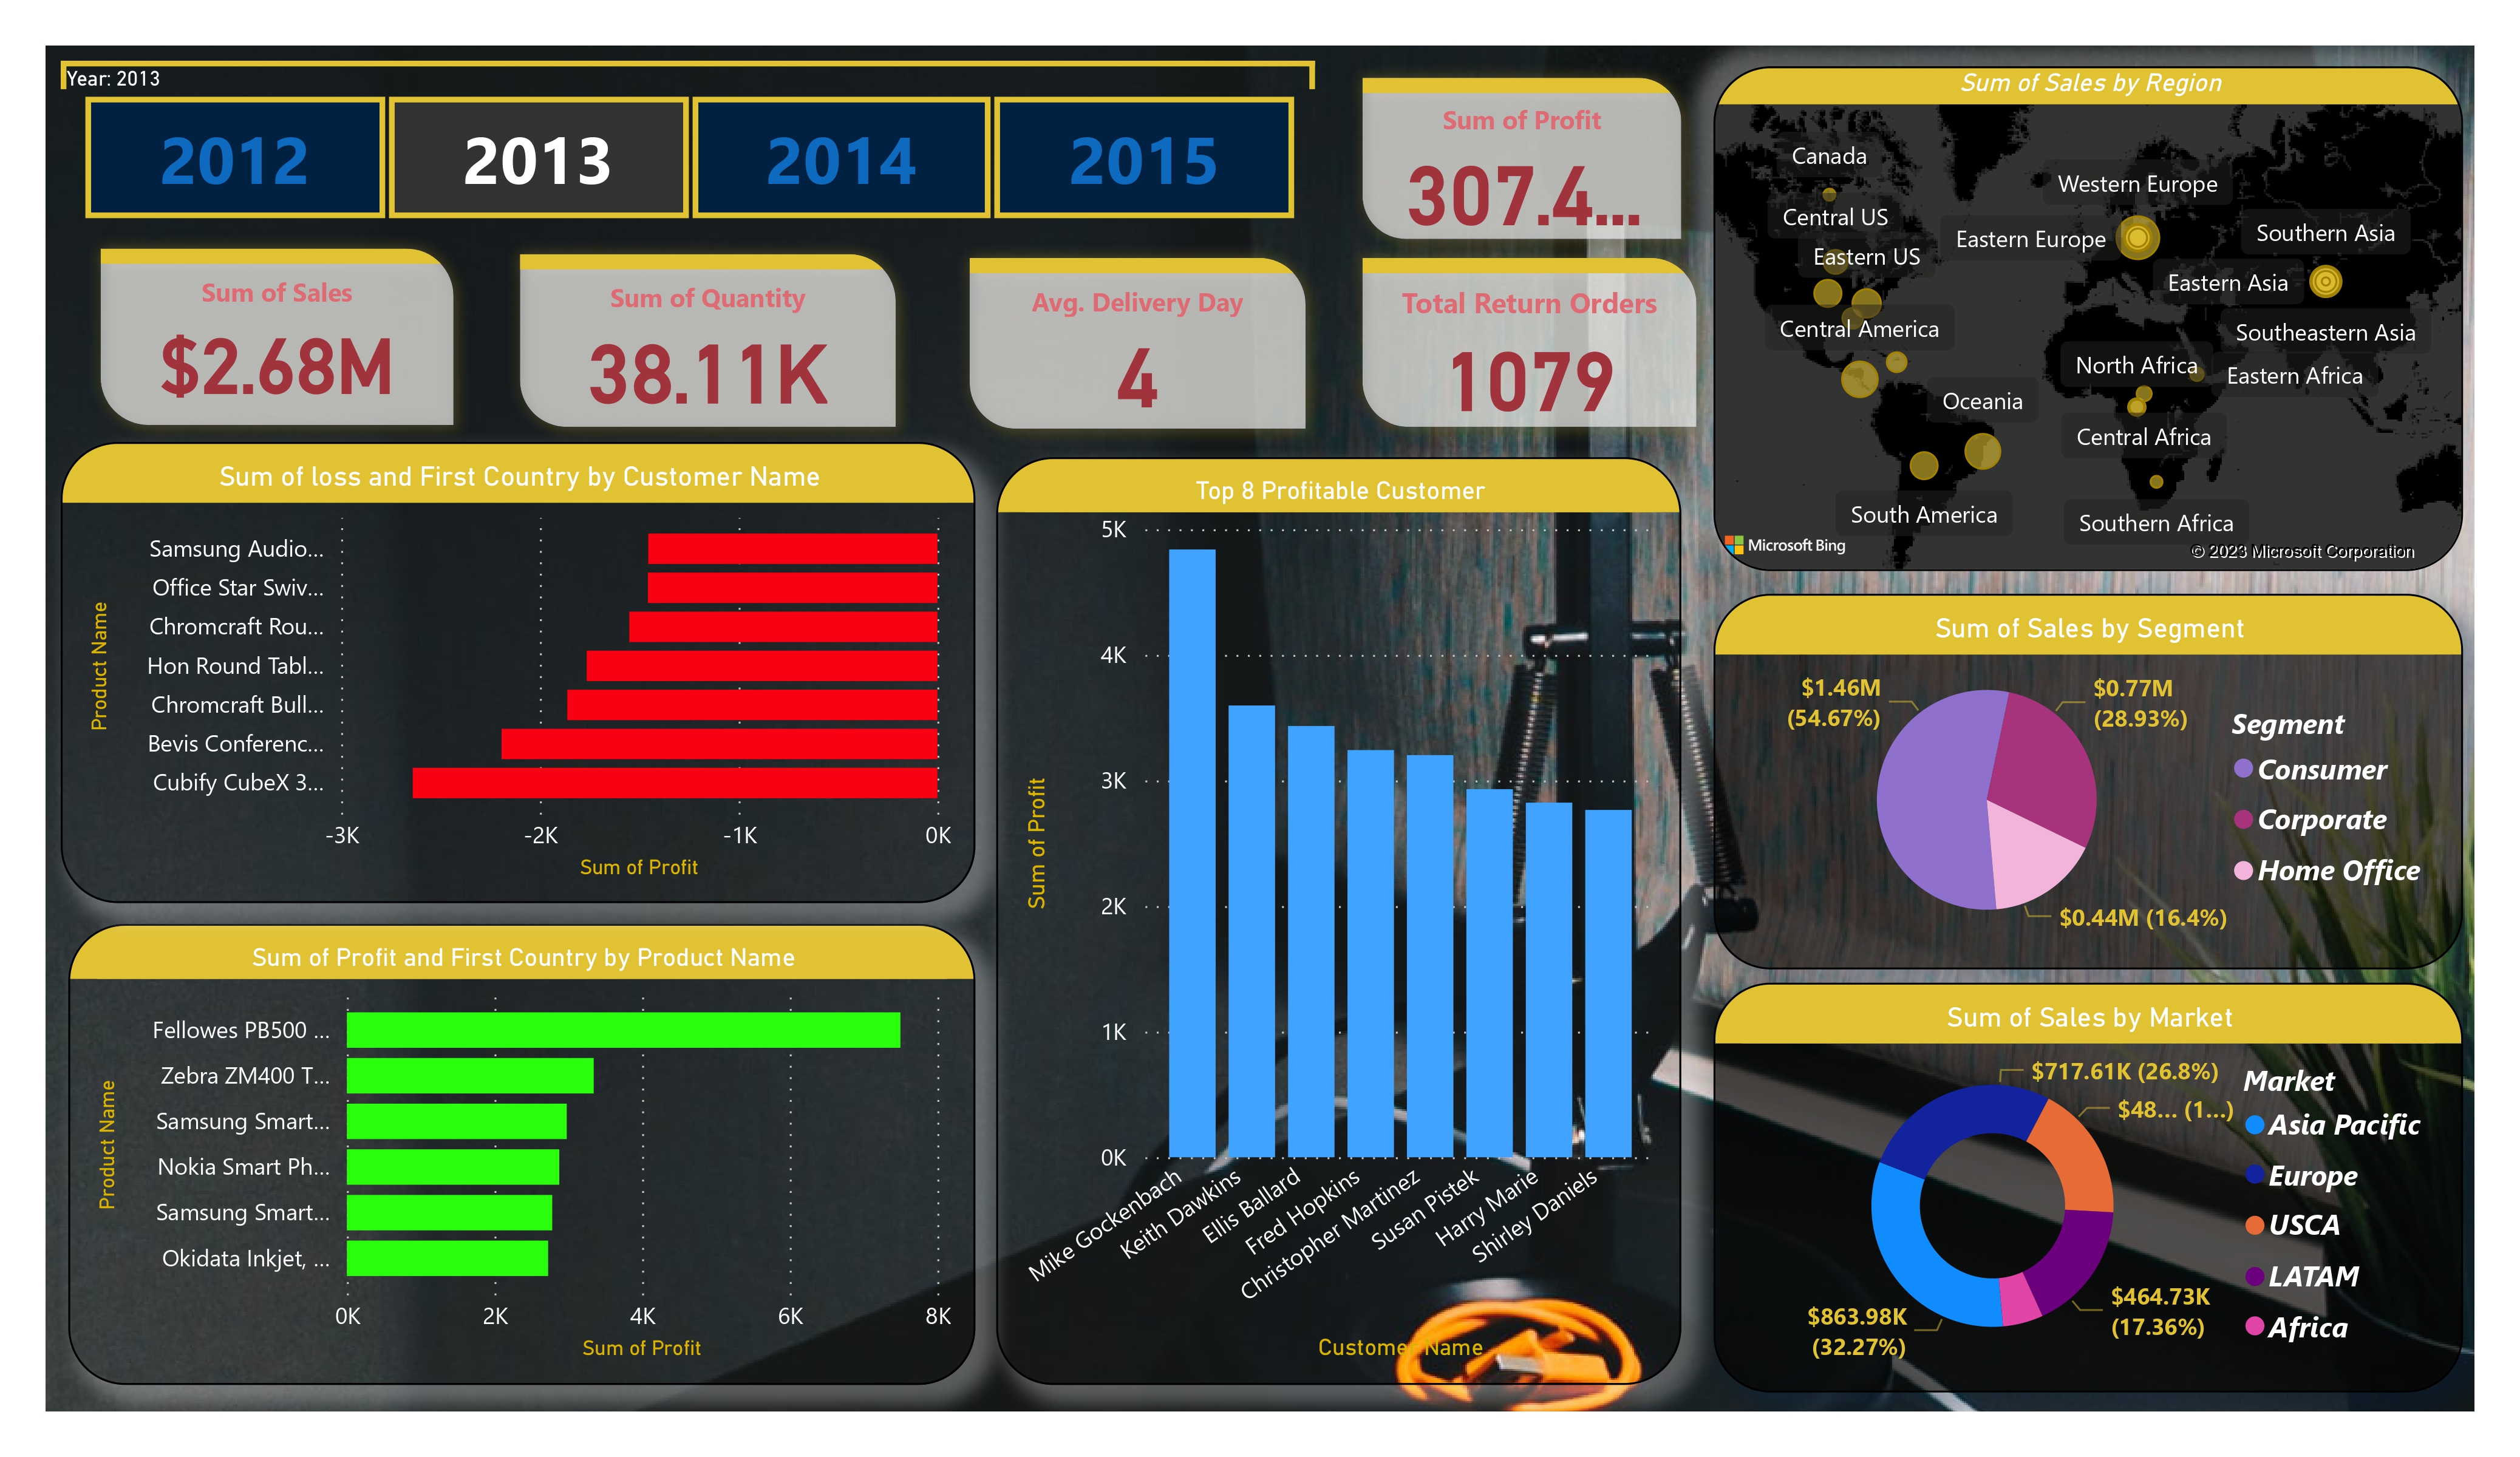 Year: 2013
2012
2013
2014
2015
Sum of Profit
307.4...
Sum of Sales
$2.68M
Sum of Quantity
38.11K
Avg. Delivery Day
4
Total Return Orders
1079
Sum of loss and First Country by Customer Name
Product Name
Samsung Audio...
Office Star Swiv...
Chromcraft Rou...
Hon Round Tabl...
Chromcraft Bull...
Bevis Conferenc...
Cubify CubeX 3...
-3K
-2K
-1K
0K
Sum of Profit
Sum of Profit and First Country by Product Name
Product Name
Fellowes PB500 ...
Zebra ZM400 T...
Samsung Smart...
Nokia Smart Ph...
Samsung Smart...
Okidata Inkjet, ...
0K
2K
4K
6K
8K
Sum of Profit
Top 8 Profitable Customer
Sum of Profit
5K
4K
3K
2K
1K
0K
Mike Gockenbach
Keith Dawkins
Ellis Ballard
Fred Hopkins
Christopher Martinez
Susan Pistek
Harry Marie
Shirley Daniels
Customer Name
Sum of Sales by Region
Canada
Western Europe
Central US
Southern Asia
Eastern Europe
Eastern US
Eastern Asia
Central America
Southeastern Asia
North Africa
Eastern Africa
Oceania
Central Africa
South America
Southern Africa
Microsoft Bing
© 2023 Microsoft Corporation
Sum of Sales by Segment
$1.46M
(54.67%)
$0.77M
(28.93%)
$0.44M (16.4%)
Segment
Consumer
Corporate
Home Office
Sum of Sales by Market
$717.61K (26.8%)
$48... (1...)
$464.73K
(17.36%)
$863.98K
(32.27%)
Market
Asia Pacific
Europe
USCA
LATAM
Africa